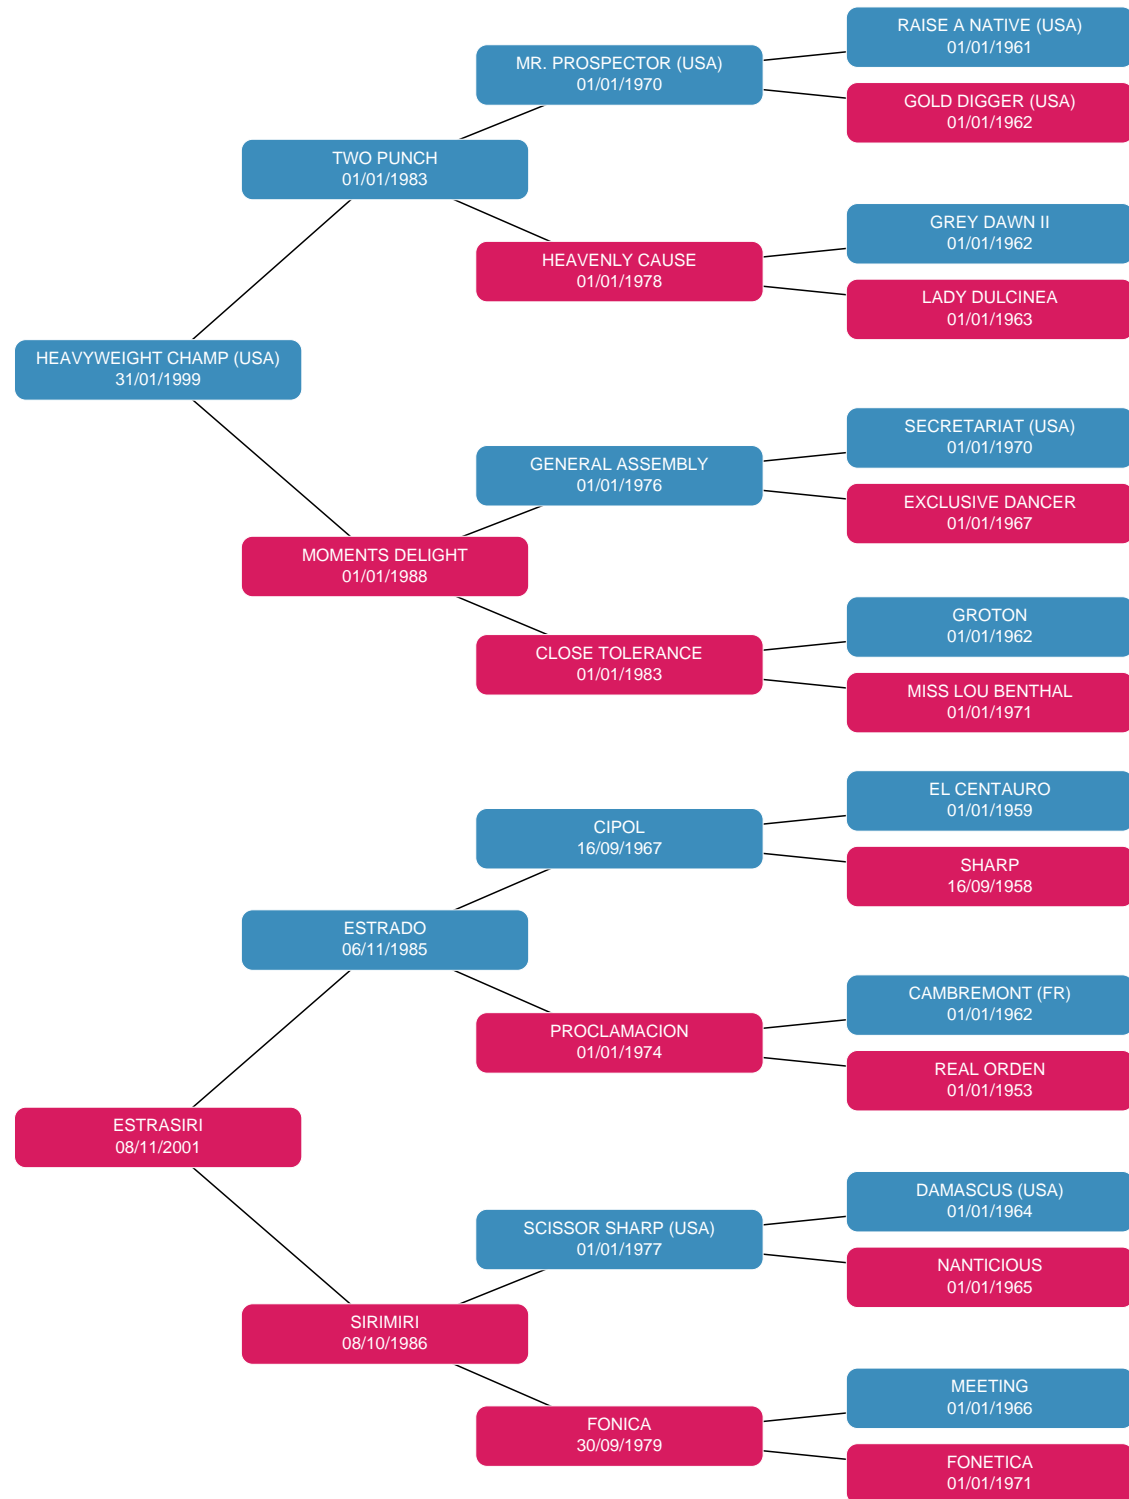 RAISE A NATIVE (USA)
01/01/1961
MR. PROSPECTOR (USA)
01/01/1970
GOLD DIGGER (USA)
01/01/1962
TWO PUNCH
01/01/1983
GREY DAWN II
01/01/1962
HEAVENLY CAUSE
01/01/1978
LADY DULCINEA
01/01/1963
HEAVYWEIGHT CHAMP (USA)
31/01/1999
SECRETARIAT (USA)
01/01/1970
GENERAL ASSEMBLY
01/01/1976
EXCLUSIVE DANCER
01/01/1967
MOMENTS DELIGHT
01/01/1988
GROTON
01/01/1962
CLOSE TOLERANCE
01/01/1983
MISS LOU BENTHAL
01/01/1971
EL CENTAURO
01/01/1959
CIPOL
16/09/1967
SHARP
16/09/1958
ESTRADO
06/11/1985
CAMBREMONT (FR)
01/01/1962
PROCLAMACION
01/01/1974
REAL ORDEN
01/01/1953
ESTRASIRI
08/11/2001
DAMASCUS (USA)
01/01/1964
SCISSOR SHARP (USA)
01/01/1977
NANTICIOUS
01/01/1965
SIRIMIRI
08/10/1986
MEETING
01/01/1966
FONICA
30/09/1979
FONETICA
01/01/1971